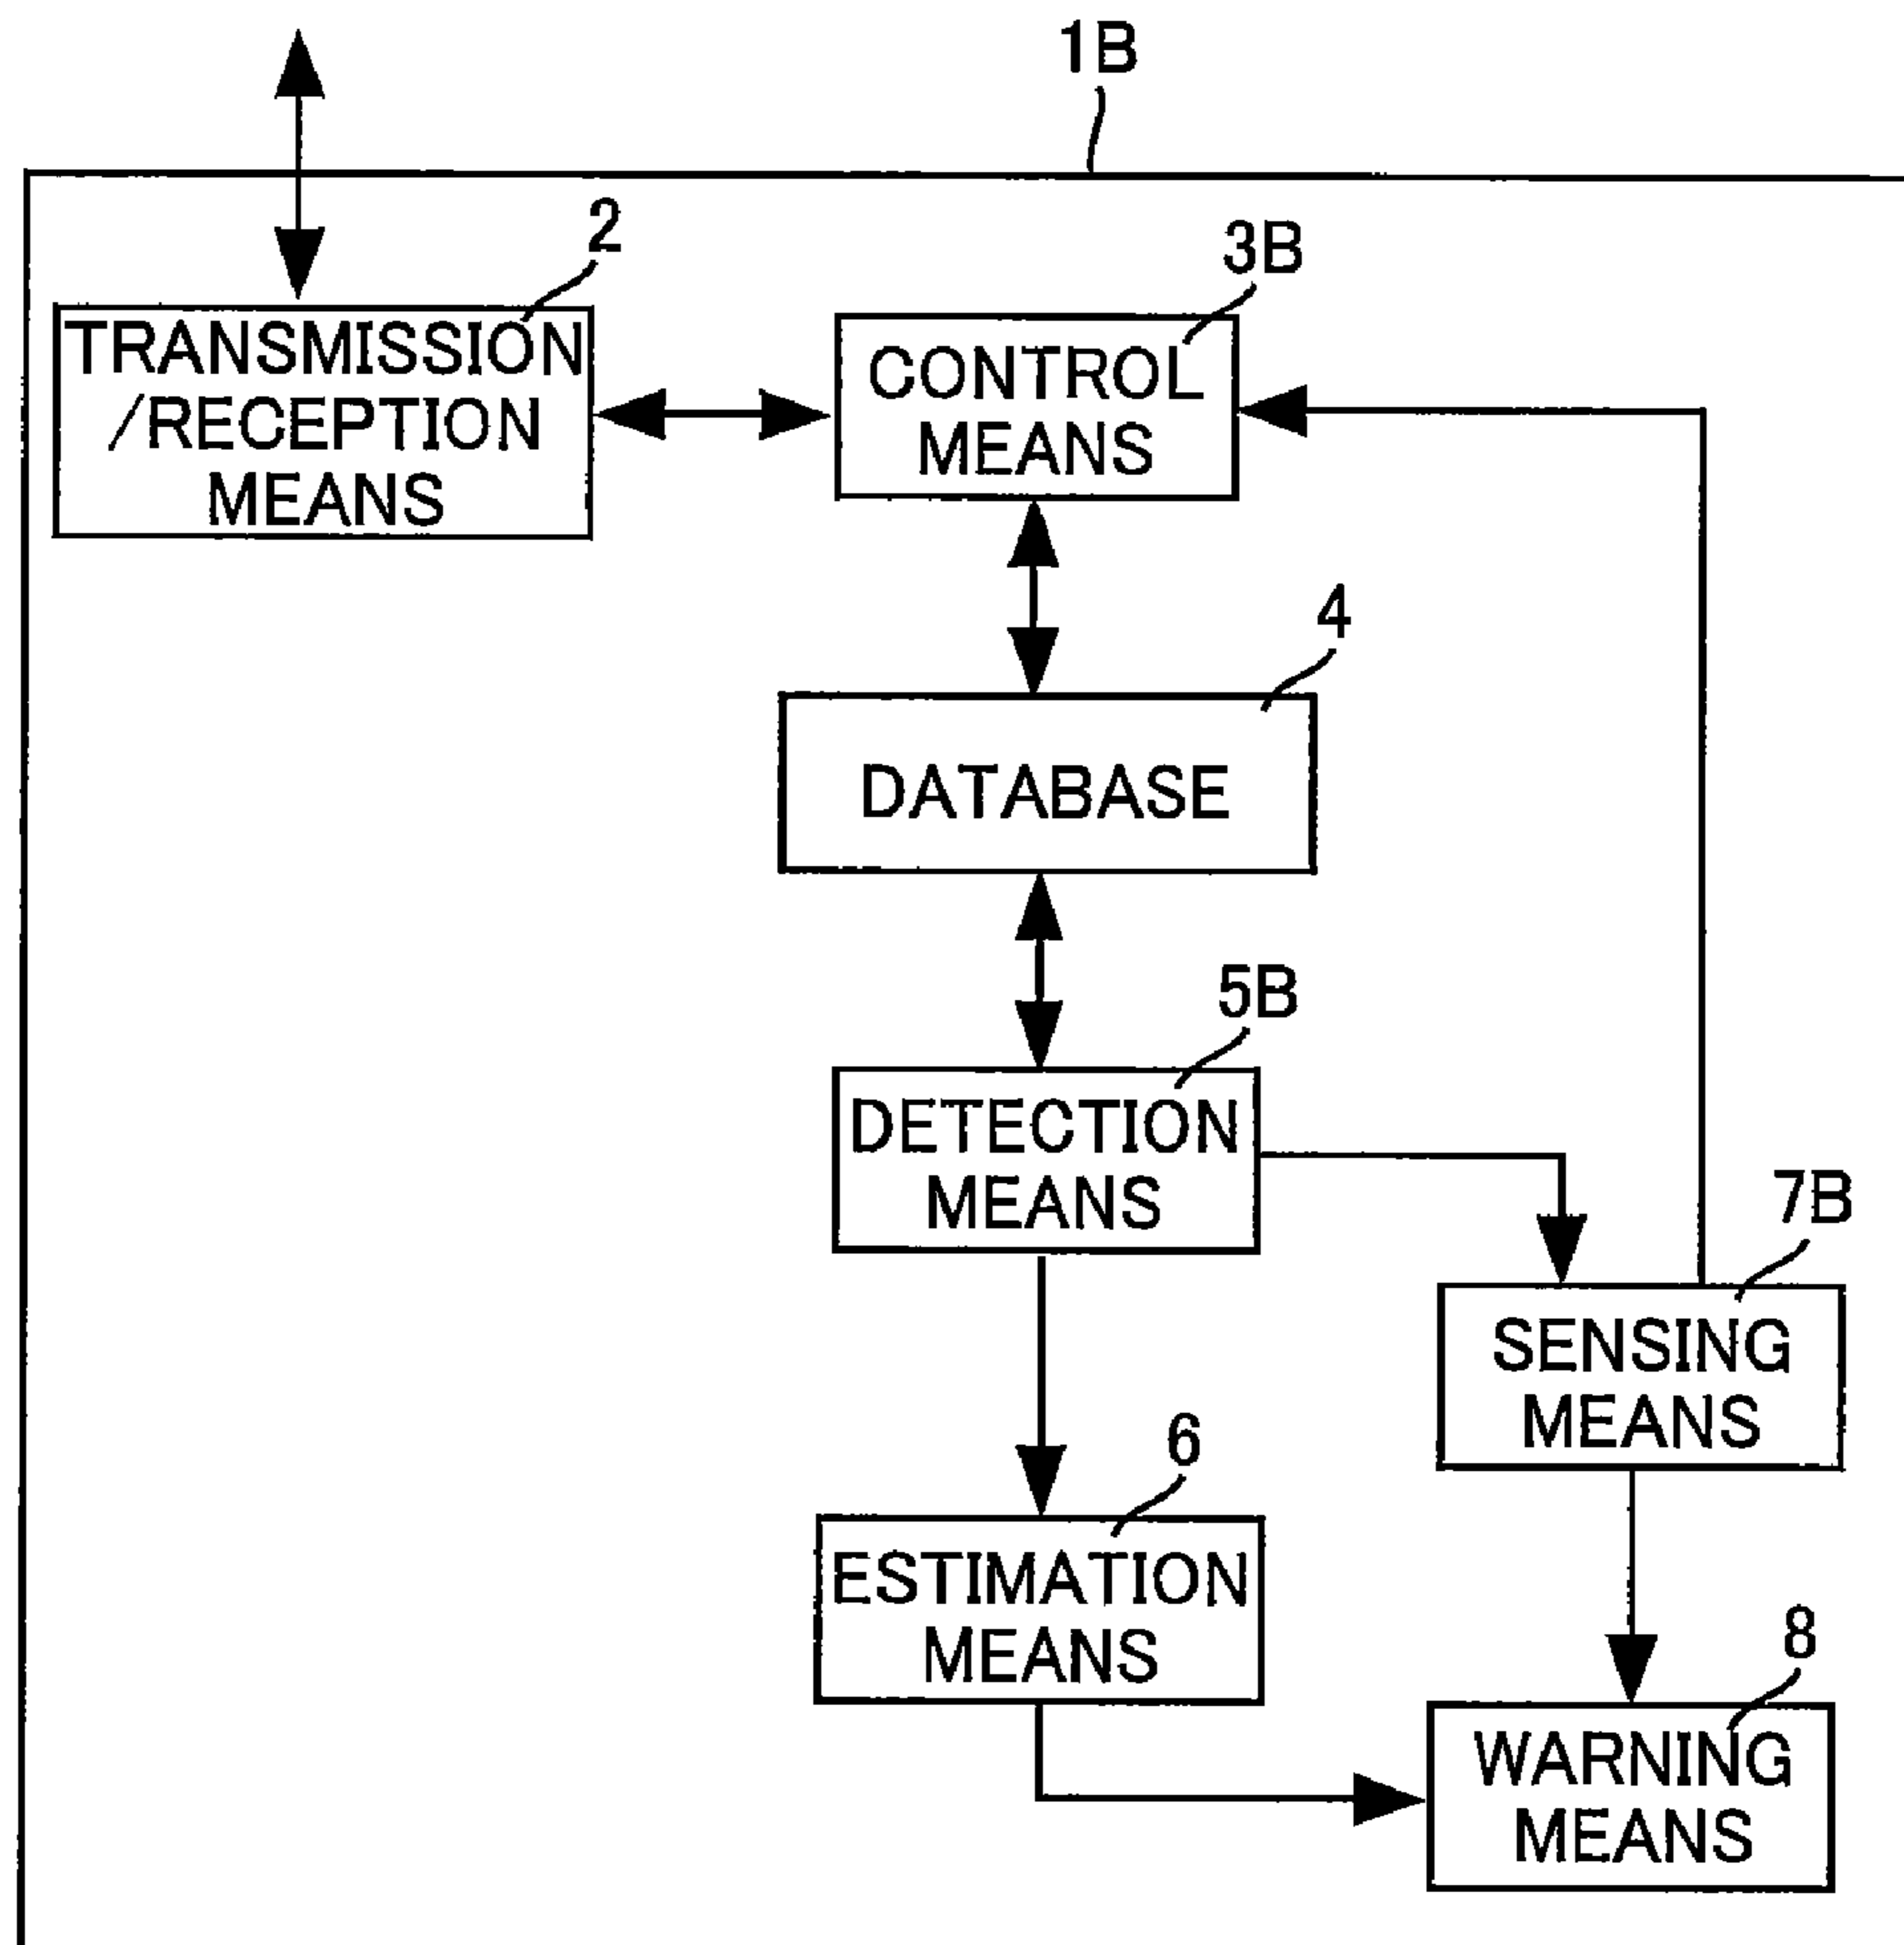 1B
2
TRANSMISSION
/RECEPTION
MEANS
3B
CONTROL
MEANS
4
DATABASE
5B
DETECTION
MEANS
7B
SENSING
MEANS
6
ESTIMATION
MEANS
8
WARNING
MEANS